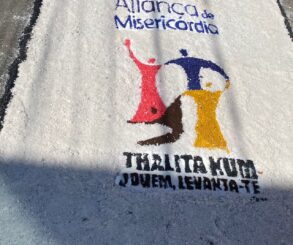 Aliança de
Misericórdia
THALITA KUM
JOVEM, LEVANTA-TE